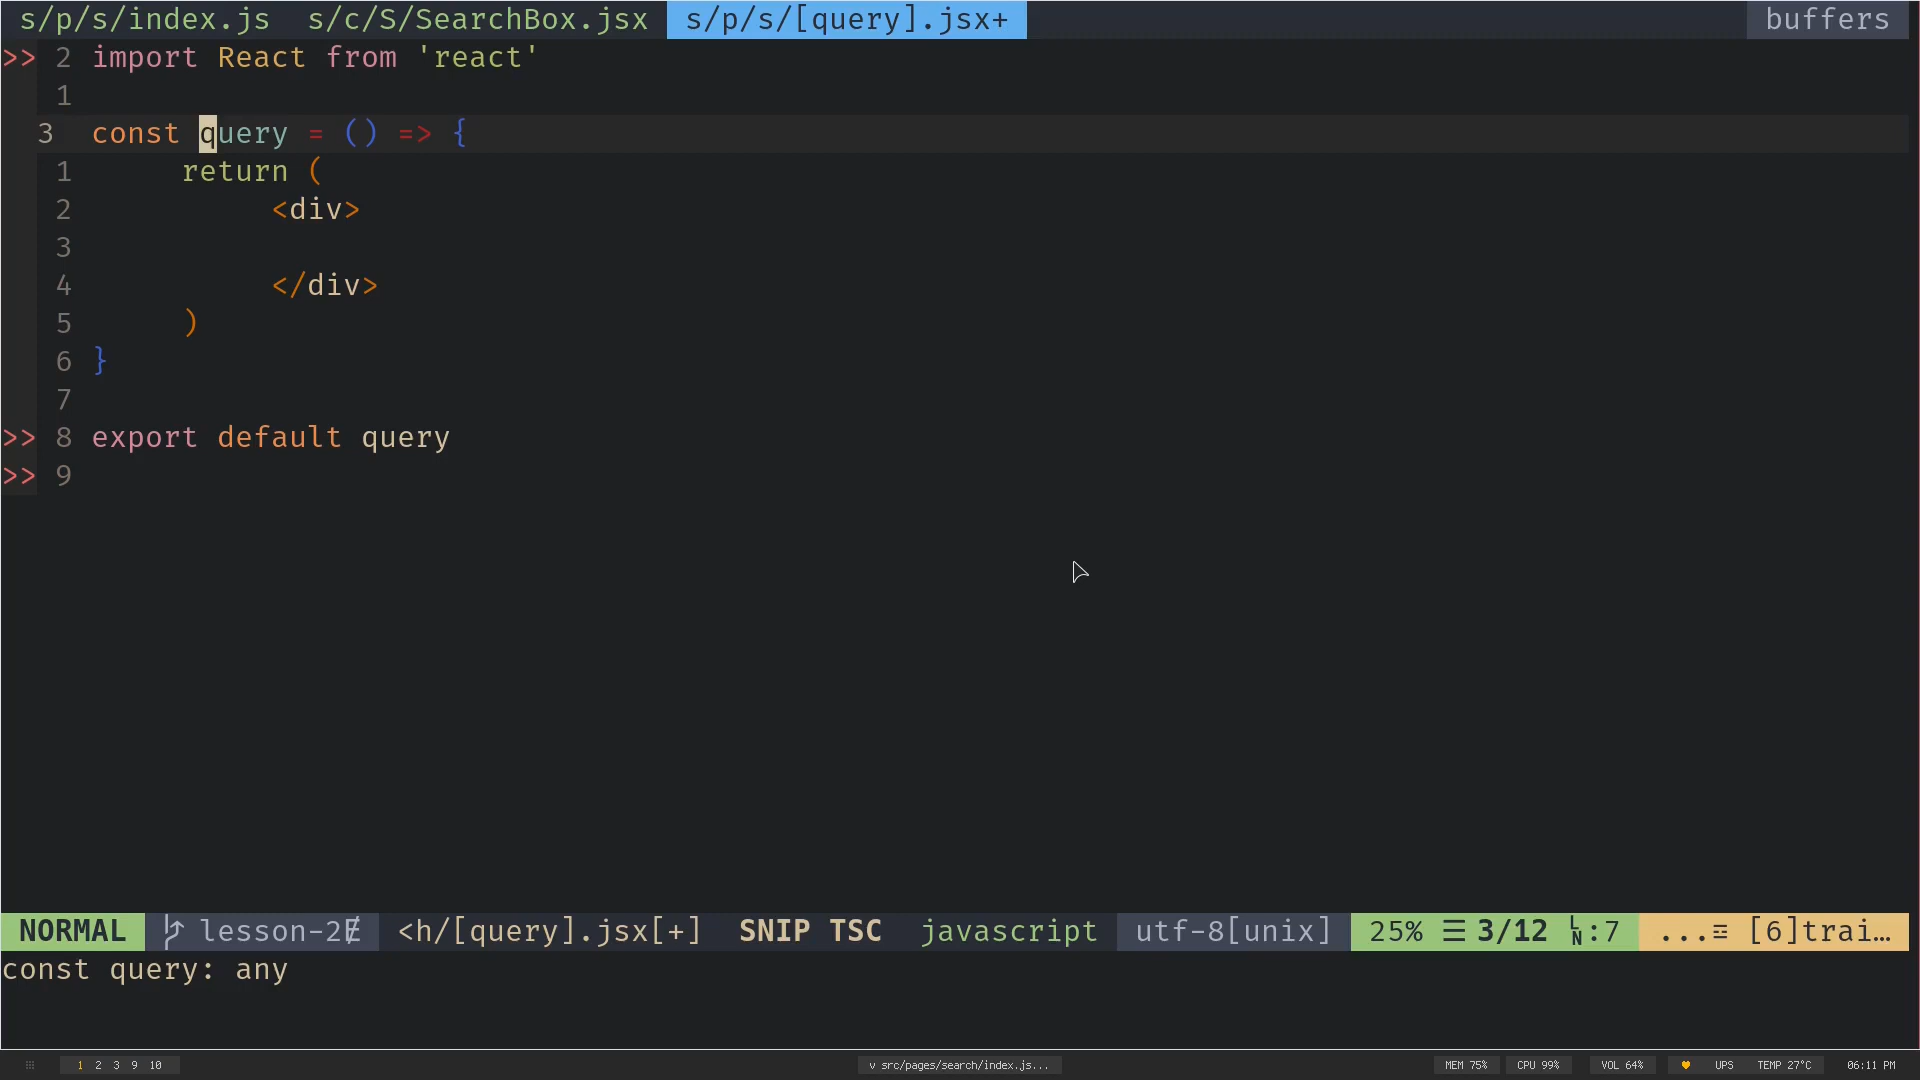 s/p/s/index.js s/c/S/SearchBox.jsx s/p/s/[query].jsx+ buffers
>> 2 import React from 'react'
1
3 const query = () => {
1 return (
2 <div>
3
4 </div>
5 )
6 }
7
>> 8 export default query
>> 9
NORMAL lesson-2 <h/[query].jsx[+] SNIP TSC javascript utf-8[unix] 25% ☰ 3/12 :7 ...☲ [6]trai…
const query: any
1 2 3 9 10 v src/pages/search/index.js... MEM 75% CPU 99% VOL 64% UPS TEMP 27°C 06:11 PM